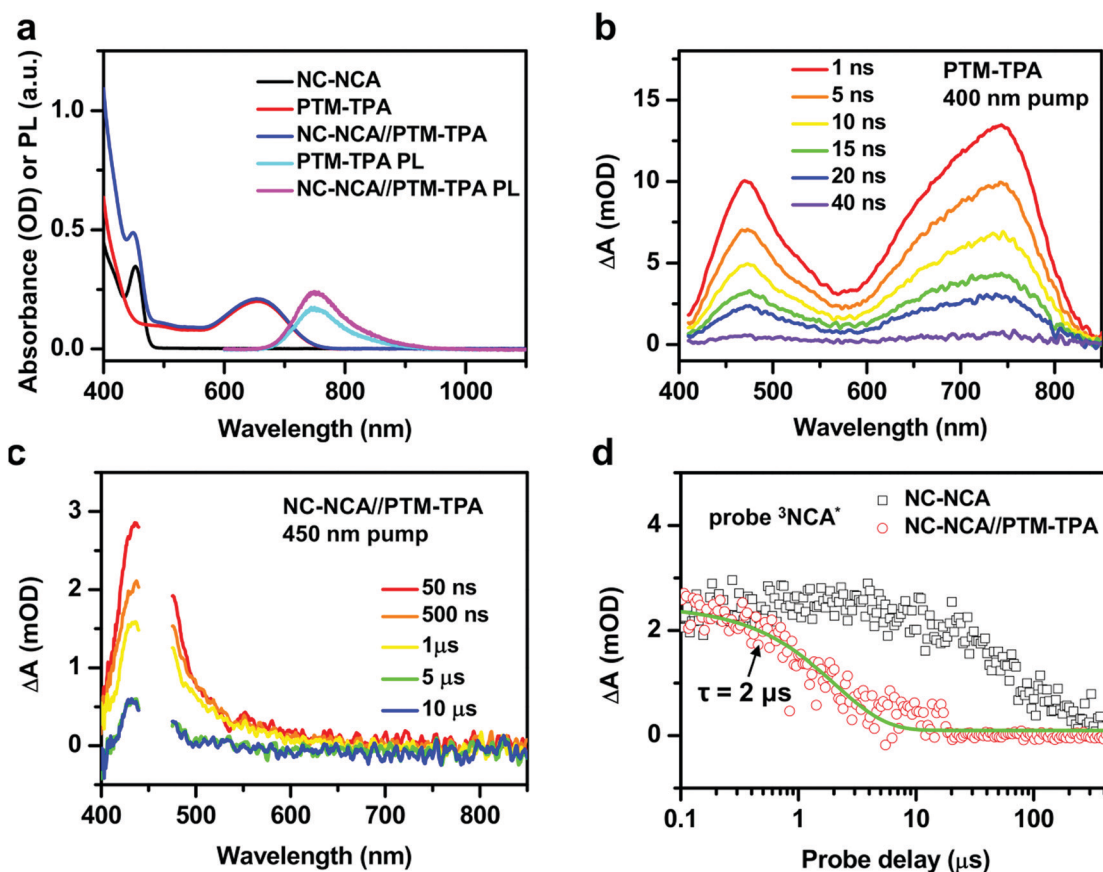 a
Absorbance (OD) or PL (a.u.)
1.0
0.5
0.0
NC-NCA
PTM-TPA
NC-NCA//PTM-TPA
PTM-TPA PL
NC-NCA//PTM-TPA PL
400 600 800 1000
Wavelength (nm)
b
ΔA (mOD)
15
10
5
0
1 ns
5 ns
10 ns
15 ns
20 ns
40 ns
PTM-TPA
400 nm pump
400 500 600 700 800
Wavelength (nm)
c
ΔA (mOD)
3
2
1
0
NC-NCA//PTM-TPA
450 nm pump
50 ns
500 ns
1μs
5 μs
10 μs
400 500 600 700 800
Wavelength (nm)
d
ΔA (mOD)
4
2
0
probe ³NCA*
NC-NCA
NC-NCA//PTM-TPA
τ = 2 μs
0.1 1 10 100
Probe delay (μs)